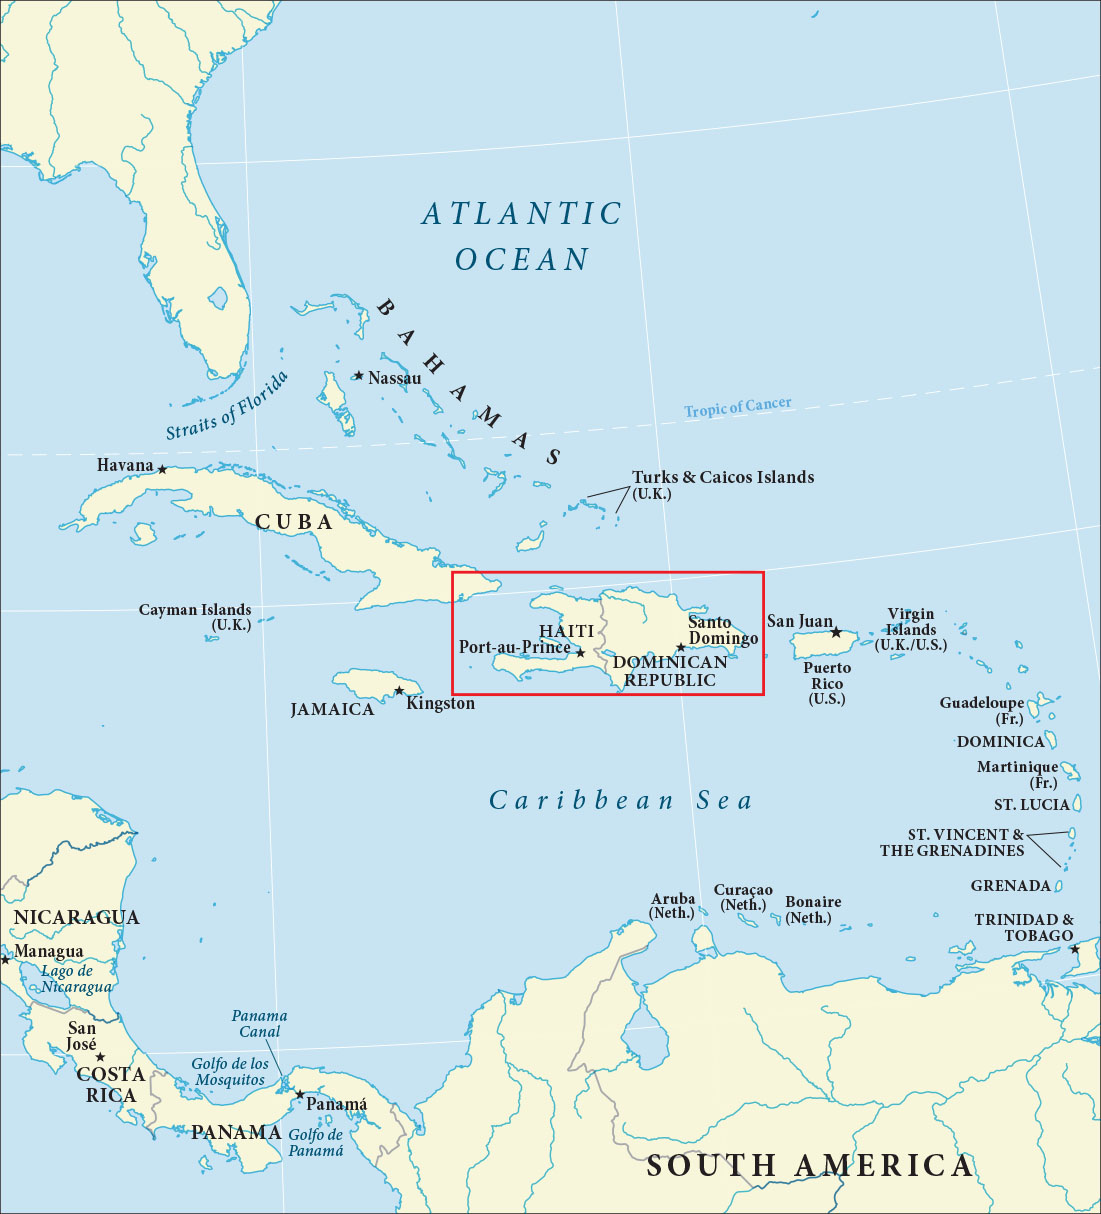 ATLANTIC
OCEAN
BAHAMAS
Nassau
Straits of Florida
Tropic of Cancer
Havana
Turks & Caicos Islands
(U.K.)
CUBA
Cayman Islands
(U.K.)
HAITI
Port-au-Prince
Santo
Domingo
DOMINICAN
REPUBLIC
San Juan
Virgin
Islands
(U.K./U.S.)
Puerto
Rico
(U.S.)
JAMAICA
Kingston
Guadeloupe
(Fr.)
DOMINICA
Martinique
(Fr.)
Caribbean Sea
ST. LUCIA
ST. VINCENT &
THE GRENADINES
GRENADA
Aruba
(Neth.)
Curaçao
(Neth.)
Bonaire
(Neth.)
TRINIDAD &
TOBAGO
NICARAGUA
Managua
Lago de
Nicaragua
San
José
COSTA
RICA
Panama
Canal
Golfo de los
Mosquitos
Panamá
PANAMA
Golfo de
Panamá
SOUTH AMERICA